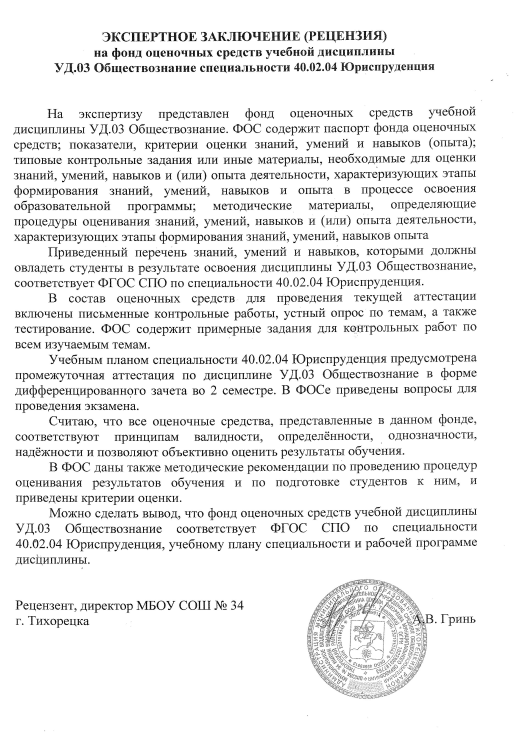 ЭКСПЕРТНОЕ ЗАКЛЮЧЕНИЕ (РЕЦЕНЗИЯ)
на фонд оценочных средств учебной дисциплины
УД.03 Обществознание специальности 40.02.04 Юриспруденция
На экспертизу представлен фонд оценочных средств учебной
дисциплины УД.03 Обществознание. ФОС содержит паспорт фонда оценочных
средств; показатели, критерии оценки знаний, умений и навыков (опыта);
типовые контрольные задания или иные материалы, необходимые для оценки
знаний, умений, навыков и (или) опыта деятельности, характеризующих этапы
формирования знаний, умений, навыков и опыта в процессе освоения
образовательной программы; методические материалы, определяющие
процедуры оценивания знаний, умений, навыков и (или) опыта деятельности,
характеризующих этапы формирования знаний, умений, навыков опыта
Приведенный перечень знаний, умений и навыков, которыми должны
овладеть студенты в результате освоения дисциплины УД.03 Обществознание,
соответствует ФГОС СПО по специальности 40.02.04 Юриспруденция.
В состав оценочных средств для проведения текущей аттестации
включены письменные контрольные работы, устный опрос по темам, а также
тестирование. ФОС содержит примерные задания для контрольных работ по
всем изучаемым темам.
Учебным планом специальности 40.02.04 Юриспруденция предусмотрена
промежуточная аттестация по дисциплине УД.03 Обществознание в форме
дифференцированного зачета во 2 семестре. В ФОСе приведены вопросы для
проведения экзамена.
Считаю, что все оценочные средства, представленные в данном фонде,
соответствуют принципам валидности, определённости, однозначности,
надёжности и позволяют объективно оценить результаты обучения.
В ФОС даны также методические рекомендации по проведению процедур
оценивания результатов обучения и по подготовке студентов к ним, и
приведены критерии оценки.
Можно сделать вывод, что фонд оценочных средств учебной дисциплины
УД.03 Обществознание соответствует ФГОС СПО по специальности
40.02.04 Юриспруденция, учебному плану специальности и рабочей программе
дисциплины.
Рецензент, директор МБОУ СОШ № 34
г. Тихорецка А.В. Гринь